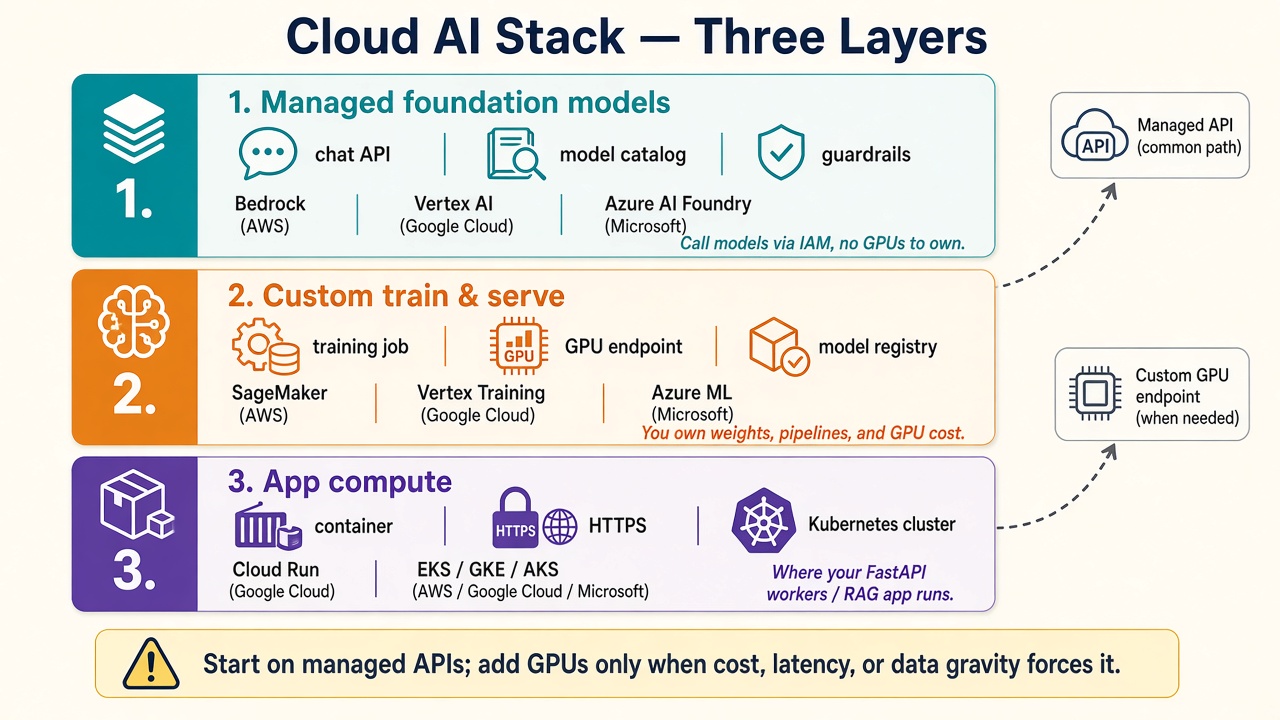 Cloud AI Stack — Three Layers
1.
1. Managed foundation models
chat API
model catalog
guardrails
Bedrock
(AWS)
Vertex AI
(Google Cloud)
Azure AI Foundry
(Microsoft)
Call models via IAM, no GPUs to own.
API
Managed API
(common path)
2.
2. Custom train & serve
training job
GPU
GPU endpoint
model registry
SageMaker
(AWS)
Vertex Training
(Google Cloud)
Azure ML
(Microsoft)
You own weights, pipelines, and GPU cost.
Custom GPU
endpoint
(when needed)
3.
3. App compute
container
HTTPS
HTTPS
Kubernetes cluster
Cloud Run
(Google Cloud)
EKS / GKE / AKS
(AWS / Google Cloud / Microsoft)
Where your FastAPI
workers / RAG app runs.
Start on managed APIs; add GPUs only when cost, latency, or data gravity forces it.